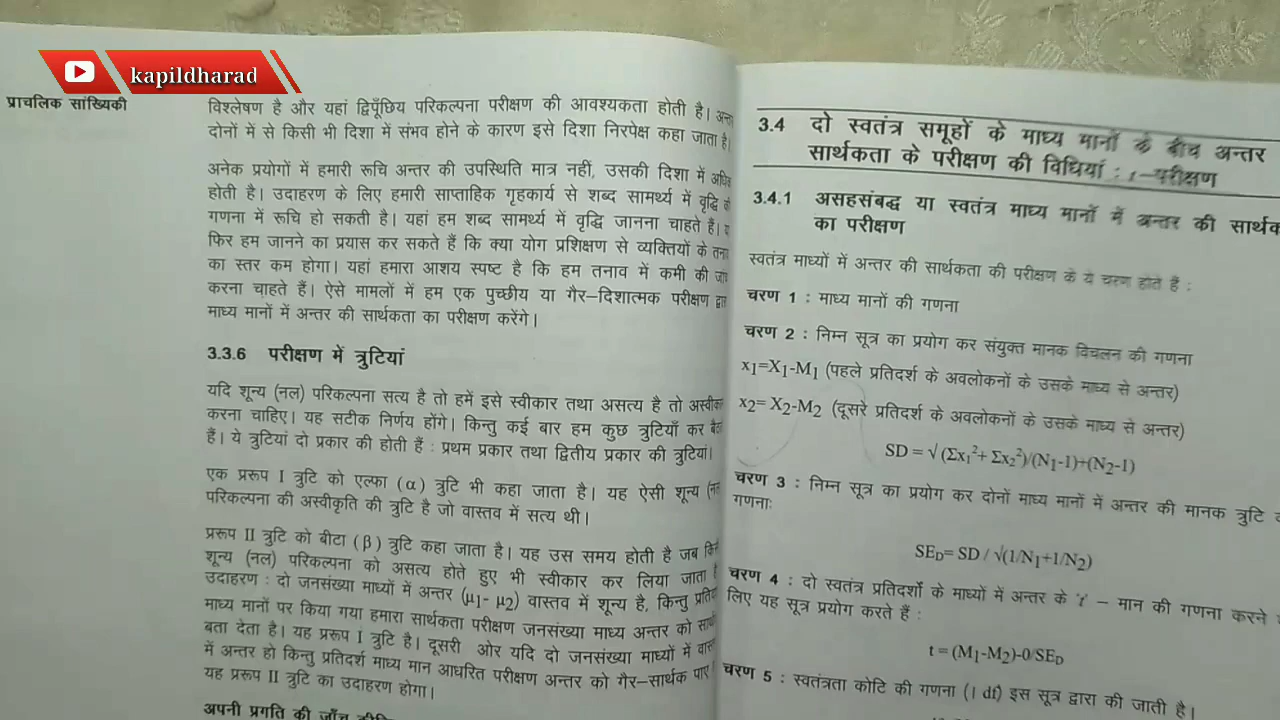 kapildharad
प्राचलिक सांख्यिकी
विश्लेषण है और यहां द्विपूँछिय परिकल्पना परीक्षण की आवश्यकता होती है। अन्तर
दोनों में से किसी भी दिशा में संभव होने के कारण इसे दिशा निरपेक्ष कहा जाता है।
अनेक प्रयोगों में हमारी रूचि अन्तर की उपस्थिति मात्र नहीं, उसकी दिशा में अधिक
होती है। उदाहरण के लिए हमारी साप्ताहिक गृहकार्य से शब्द सामर्थ्य में वृद्धि की
गणना में रूचि हो सकती है। यहां हम शब्द सामर्थ्य में वृद्धि जानना चाहते हैं।
फिर हम जानने का प्रयास कर सकते हैं कि क्या योग प्रशिक्षण से व्यक्तियों के तनाव
का स्तर कम होगा। यहां हमारा आशय स्पष्ट है कि हम तनाव में कमी की जाँच
करना चाहते हैं। ऐसे मामलों में हम एक पुच्छीय या गैर–दिशात्मक परीक्षण द्वारा
माध्य मानों में अन्तर की सार्थकता का परीक्षण करेंगे।
3.3.6 परीक्षण में त्रुटियां
यदि शून्य (नल) परिकल्पना सत्य है तो हमें इसे स्वीकार तथा असत्य है तो अस्वीकार
करना चाहिए। यह सटीक निर्णय होंगे। किन्तु कई बार हम कुछ त्रुटियाँ कर बैठते
हैं। ये त्रुटियां दो प्रकार की होती हैं : प्रथम प्रकार तथा द्वितीय प्रकार की त्रुटियां।
एक प्ररूप I त्रुटि को एल्फा (α) त्रुटि भी कहा जाता है। यह ऐसी शून्य (नल)
परिकल्पना की अस्वीकृति की त्रुटि है जो वास्तव में सत्य थी।
प्ररूप II त्रुटि को बीटा (β) त्रुटि कहा जाता है। यह उस समय होती है जब किसी
शून्य (नल) परिकल्पना को असत्य होते हुए भी स्वीकार कर लिया जाता है
उदाहरण : दो जनसंख्या माध्यों में अन्तर (μ1- μ2) वास्तव में शून्य है, किन्तु
माध्य मानों पर किया गया हमारा सार्थकता परीक्षण जनसंख्या माध्य अन्तर को सार्थक
बता देता है। यह प्ररूप I त्रुटि है। दूसरी ओर यदि दो जनसंख्या माध्यों में
में अन्तर हो किन्तु प्रतिदर्श माध्य मान आधरित परीक्षण अन्तर को गैर–सार्थक पाए
यह प्ररूप II त्रुटि का उदाहरण होगा।
अपनी प्रगति की जाँच
3.4 दो स्वतंत्र समूहों के माध्य मानों के बीच अन्तर
सार्थकता के परीक्षण की विधियां : t–परीक्षण
3.4.1 असहसंबद्ध या स्वतंत्र माध्य मानों में अन्तर की
का परीक्षण
स्वतंत्र माध्यों में अन्तर की सार्थकता की परीक्षण के ये चरण होते हैं :
चरण 1 : माध्य मानों की गणना
चरण 2 : निम्न सूत्र का प्रयोग कर संयुक्त मानक विचलन की गणना
x1=X1-M1 (पहले प्रतिदर्श के अवलोकनों के उसके माध्य से अन्तर)
x2= X2-M2 (दूसरे प्रतिदर्श के अवलोकनों के उसके माध्य से अन्तर)
SD = √ (Σx1²+ Σx2²)/(N1-1)+(N2-1)
चरण 3 : निम्न सूत्र का प्रयोग कर दोनों माध्य मानों में अन्तर की मानक त्रुटि
गणनाः
SED= SD / √(1/N1+1/N2)
चरण 4 : दो स्वतंत्र प्रतिदर्शों के माध्यों में अन्तर के 't' – मान की गणना करने
लिए यह सूत्र प्रयोग करते हैं :
t = (M1-M2)-0/SED
चरण 5 : स्वतंत्रता कोटि की गणना (। df) इस सूत्र द्वारा की जाती है।